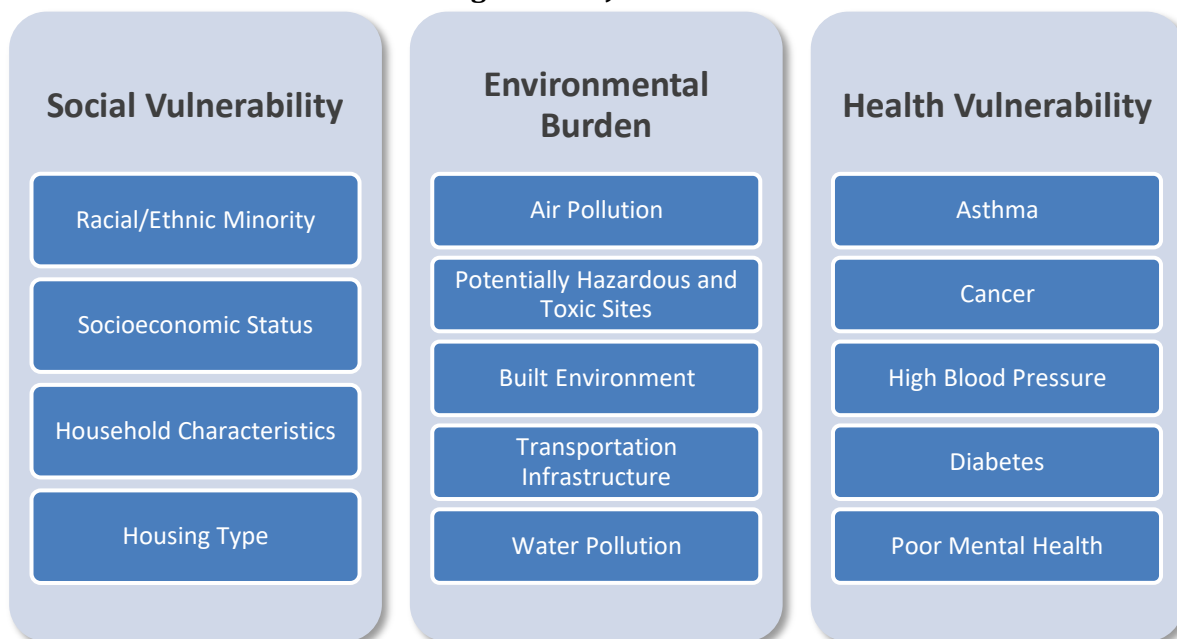 Social Vulnerability
Racial/Ethnic Minority
Socioeconomic Status
Household Characteristics
Housing Type
Environmental
Burden
Air Pollution
Potentially Hazardous and
Toxic Sites
Built Environment
Transportation
Infrastructure
Water Pollution
Health Vulnerability
Asthma
Cancer
High Blood Pressure
Diabetes
Poor Mental Health